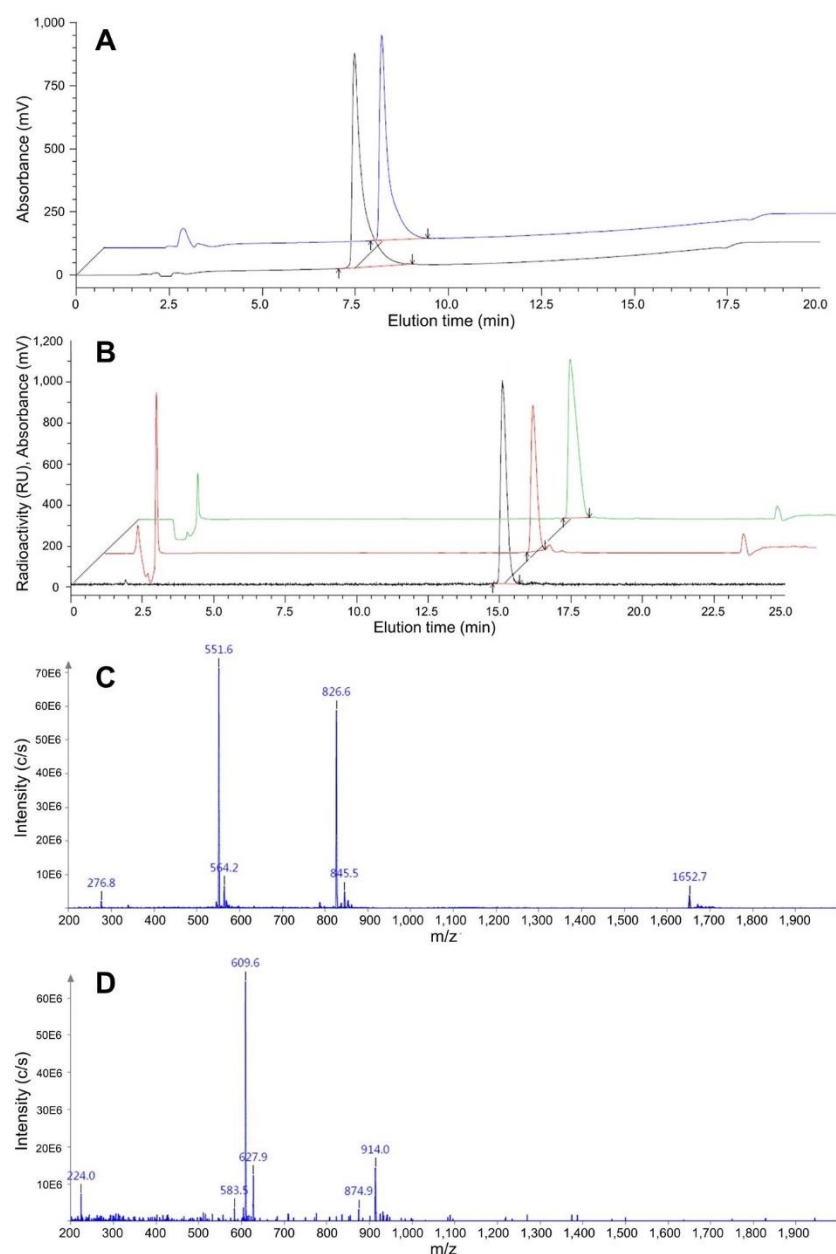 A
1,000
750
500
250
0
Absorbance (mV)
0 2.5 5.0 7.5 10.0 12.5 15.0 17.5 20.0
Elution time (min)
B
1,200
1,000
800
600
400
200
0
Radioactivity (RU), Absorbance (mV)
0 2.5 5.0 7.5 10.0 12.5 15.0 17.5 20.0 22.5 25.0
Elution time (min)
C
551.6
826.6
70E6
60E6
50E6
40E6
30E6
20E6
10E6
Intensity (c/s)
276.8
564.2
845.5
1652.7
200 300 400 500 600 700 800 900 1,000 1,100 1,200 1,300 1,400 1,500 1,600 1,700 1,800 1,900
m/z
D
609.6
60E6
50E6
40E6
30E6
20E6
10E6
Intensity (c/s)
224.0
583.5
627.9
874.9
914.0
200 300 400 500 600 700 800 900 1,000 1,100 1,200 1,300 1,400 1,500 1,600 1,700 1,800 1,900
m/z